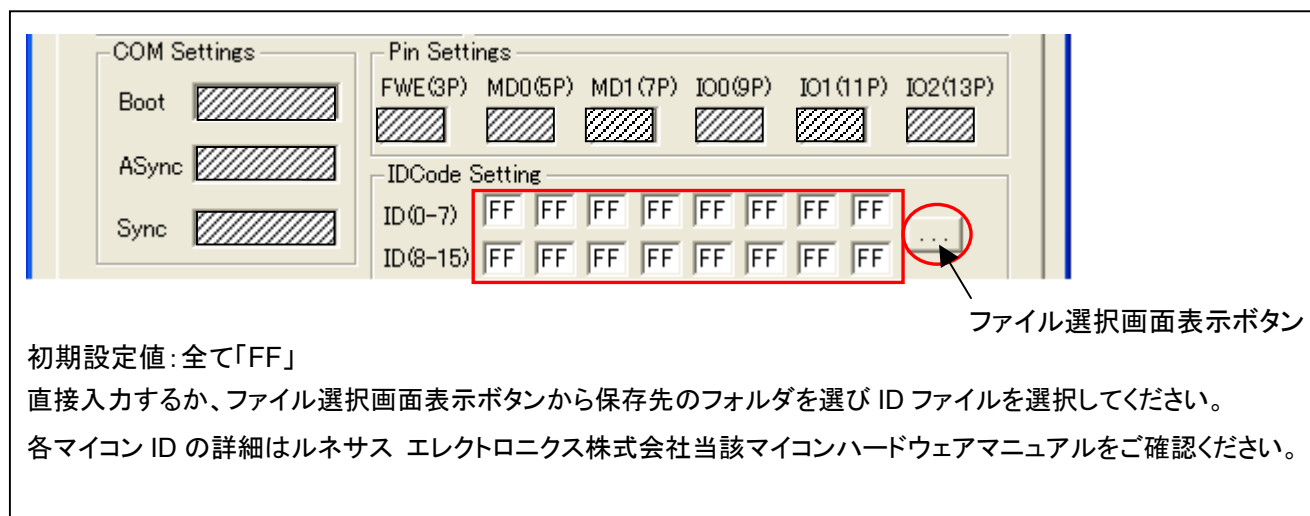 COM Settings
Boot
ASync
Sync
Pin Settings
FWE(3P) MD0(5P) MD1(7P) IO0(9P) IO1(11P) IO2(13P)
IDCode Setting
ID(0-7) FF FF FF FF FF FF FF FF
...
ID(8-15) FF FF FF FF FF FF FF FF
ファイル選択画面表示ボタン
初期設定値:全て「FF」
直接入力するか、ファイル選択画面表示ボタンから保存先のフォルダを選び ID ファイルを選択してください。
各マイコン ID の詳細はルネサス エレクトロニクス株式会社当該マイコンハードウェアマニュアルをご確認ください。